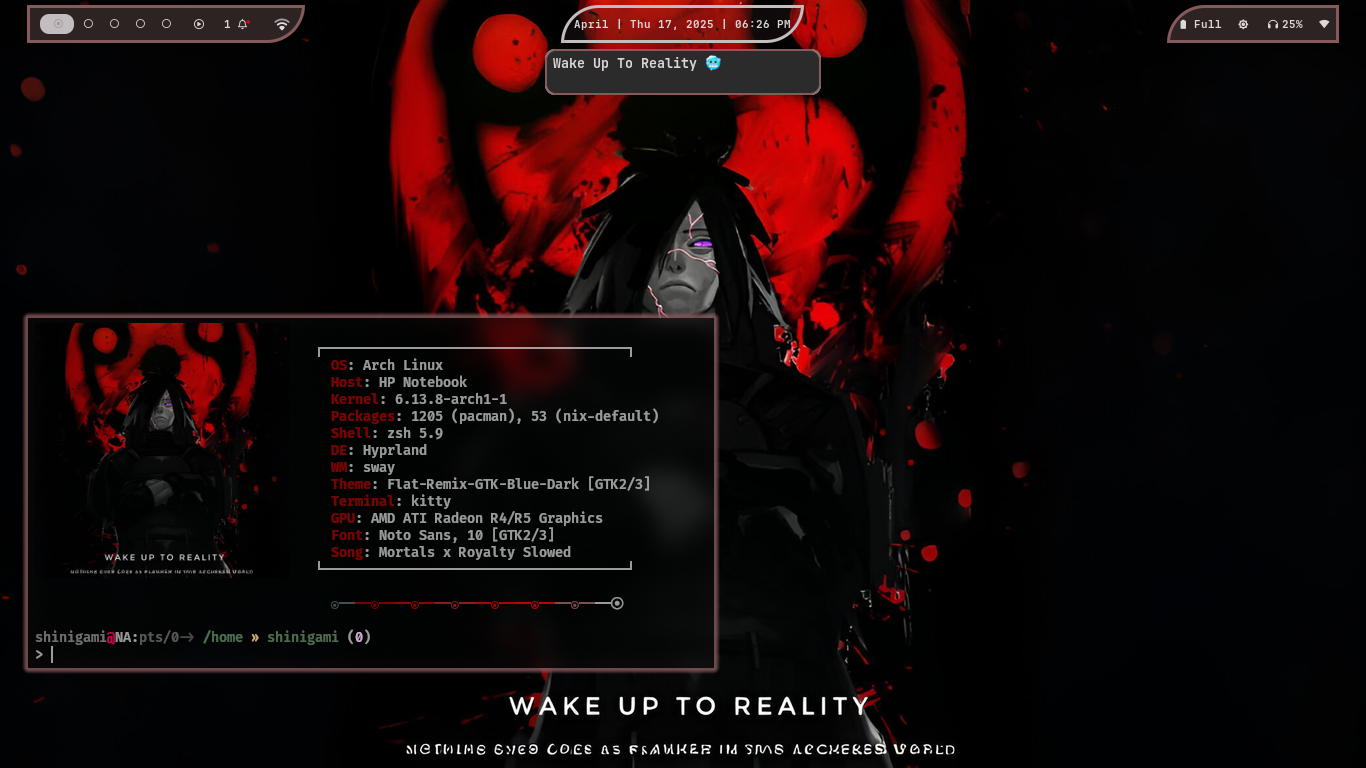 1
April | Thu 17, 2025 | 06:26 PM
Full
25%
Wake Up To Reality 🥶
WAKE UP TO REALITY
OS: Arch Linux
Host: HP Notebook
Kernel: 6.13.8-arch1-1
Packages: 1205 (pacman), 53 (nix-default)
Shell: zsh 5.9
DE: Hyprland
WM: sway
Theme: Flat-Remix-GTK-Blue-Dark [GTK2/3]
Terminal: kitty
GPU: AMD ATI Radeon R4/R5 Graphics
Font: Noto Sans, 10 [GTK2/3]
Song: Mortals x Royalty Slowed
shinigami@NA:pts/0→ /home » shinigami (0)
>
WAKE UP TO REALITY